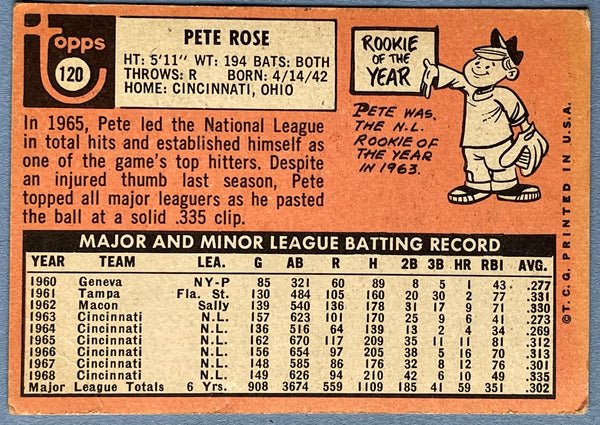 topps
120
PETE ROSE
HT: 5'11" WT: 194 BATS: BOTH
THROWS: R BORN: 4/14/42
HOME: CINCINNATI, OHIO
In 1965, Pete led the National League
in total hits and established himself as
one of the game's top hitters. Despite
an injured thumb last season, Pete
topped all major leaguers as he pasted
the ball at a solid .335 clip.
ROOKIE
OF
THE
YEAR
PETE WAS
THE N.L.
ROOKIE
OF THE YEAR
IN 1963.
MAJOR AND MINOR LEAGUE BATTING RECORD
YEAR TEAM LEA. G AB R H 2B 3B HR RBI AVG.
1960 Geneva NY-P 85 321 60 89 8 5 1 43 .277
1961 Tampa Fla. St. 130 484 105 160 20 30 2 77 .331
1962 Macon Sally 139 540 136 178 31 17 9 71 .330
1963 Cincinnati N.L. 157 623 101 170 25 9 6 41 .273
1964 Cincinnati N.L. 136 516 64 139 13 2 4 34 .269
1965 Cincinnati N.L. 162 670 117 209 35 11 11 81 .312
1966 Cincinnati N.L. 156 654 97 205 38 5 16 70 .313
1967 Cincinnati N.L. 148 585 86 176 32 8 12 76 .301
1968 Cincinnati N.L. 149 626 94 210 42 6 10 49 .335
Major League Totals 6 Yrs. 908 3674 559 1109 185 41 59 351 .302
© T.C.G. PRINTED IN U.S.A.